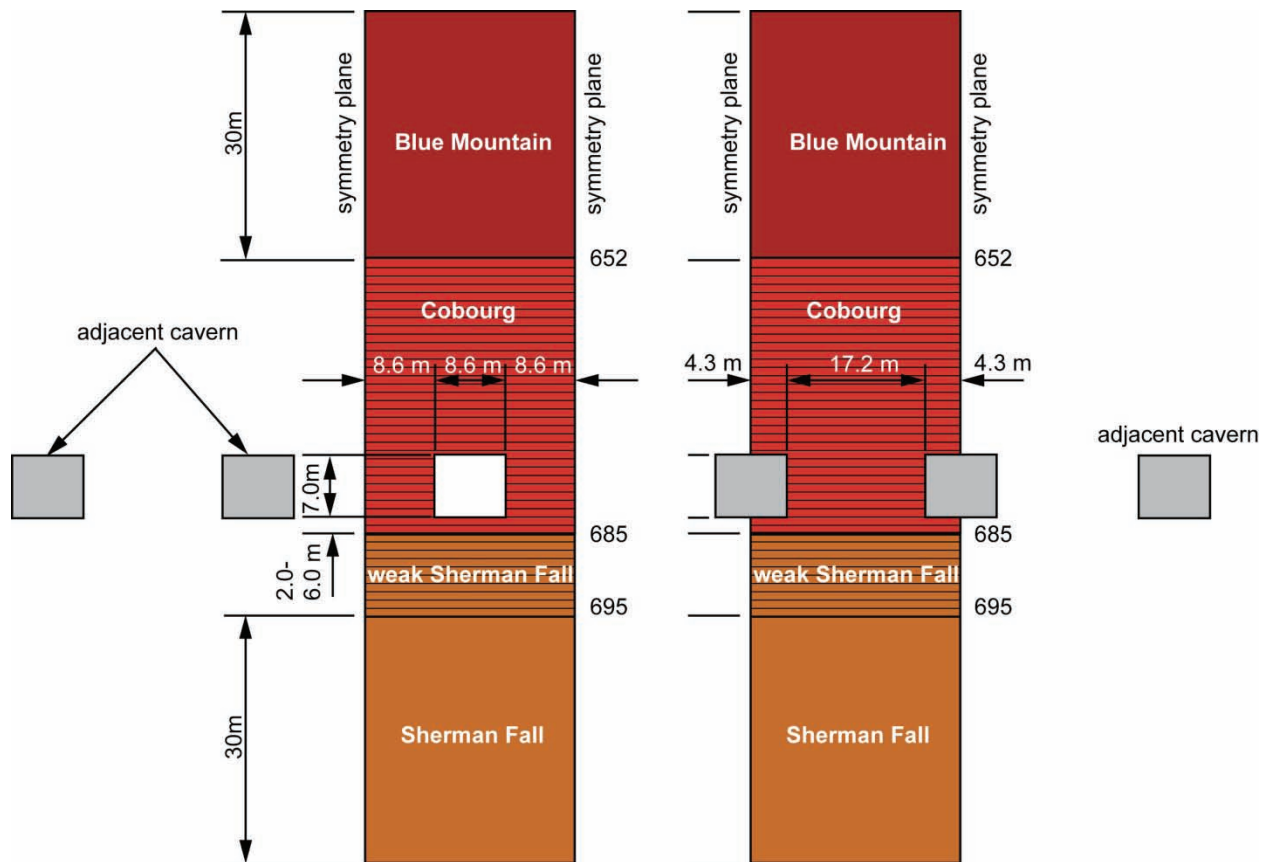 30m
symmetry plane
Blue Mountain
symmetry plane
symmetry plane
Blue Mountain
symmetry plane
652
652
Cobourg
Cobourg
adjacent cavern
8.6 m
8.6 m
8.6 m
4.3 m
17.2 m
4.3 m
adjacent cavern
7.0m
685
685
2.0-
6.0 m
weak Sherman Fall
weak Sherman Fall
695
695
30m
Sherman Fall
Sherman Fall